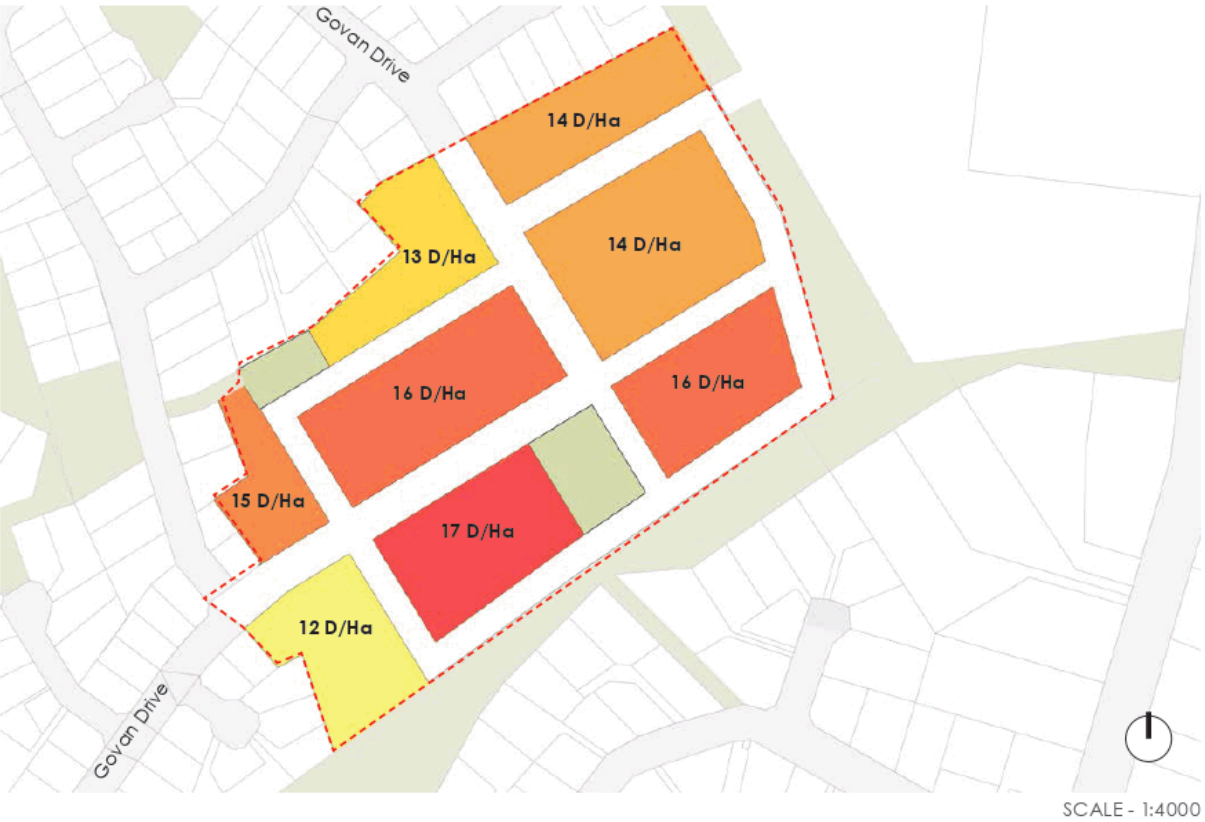 Govan Drive
14 D/Ha
14 D/Ha
13 D/Ha
16 D/Ha
16 D/Ha
15 D/Ha
17 D/Ha
12 D/Ha
Govan Drive
SCALE - 1:4000